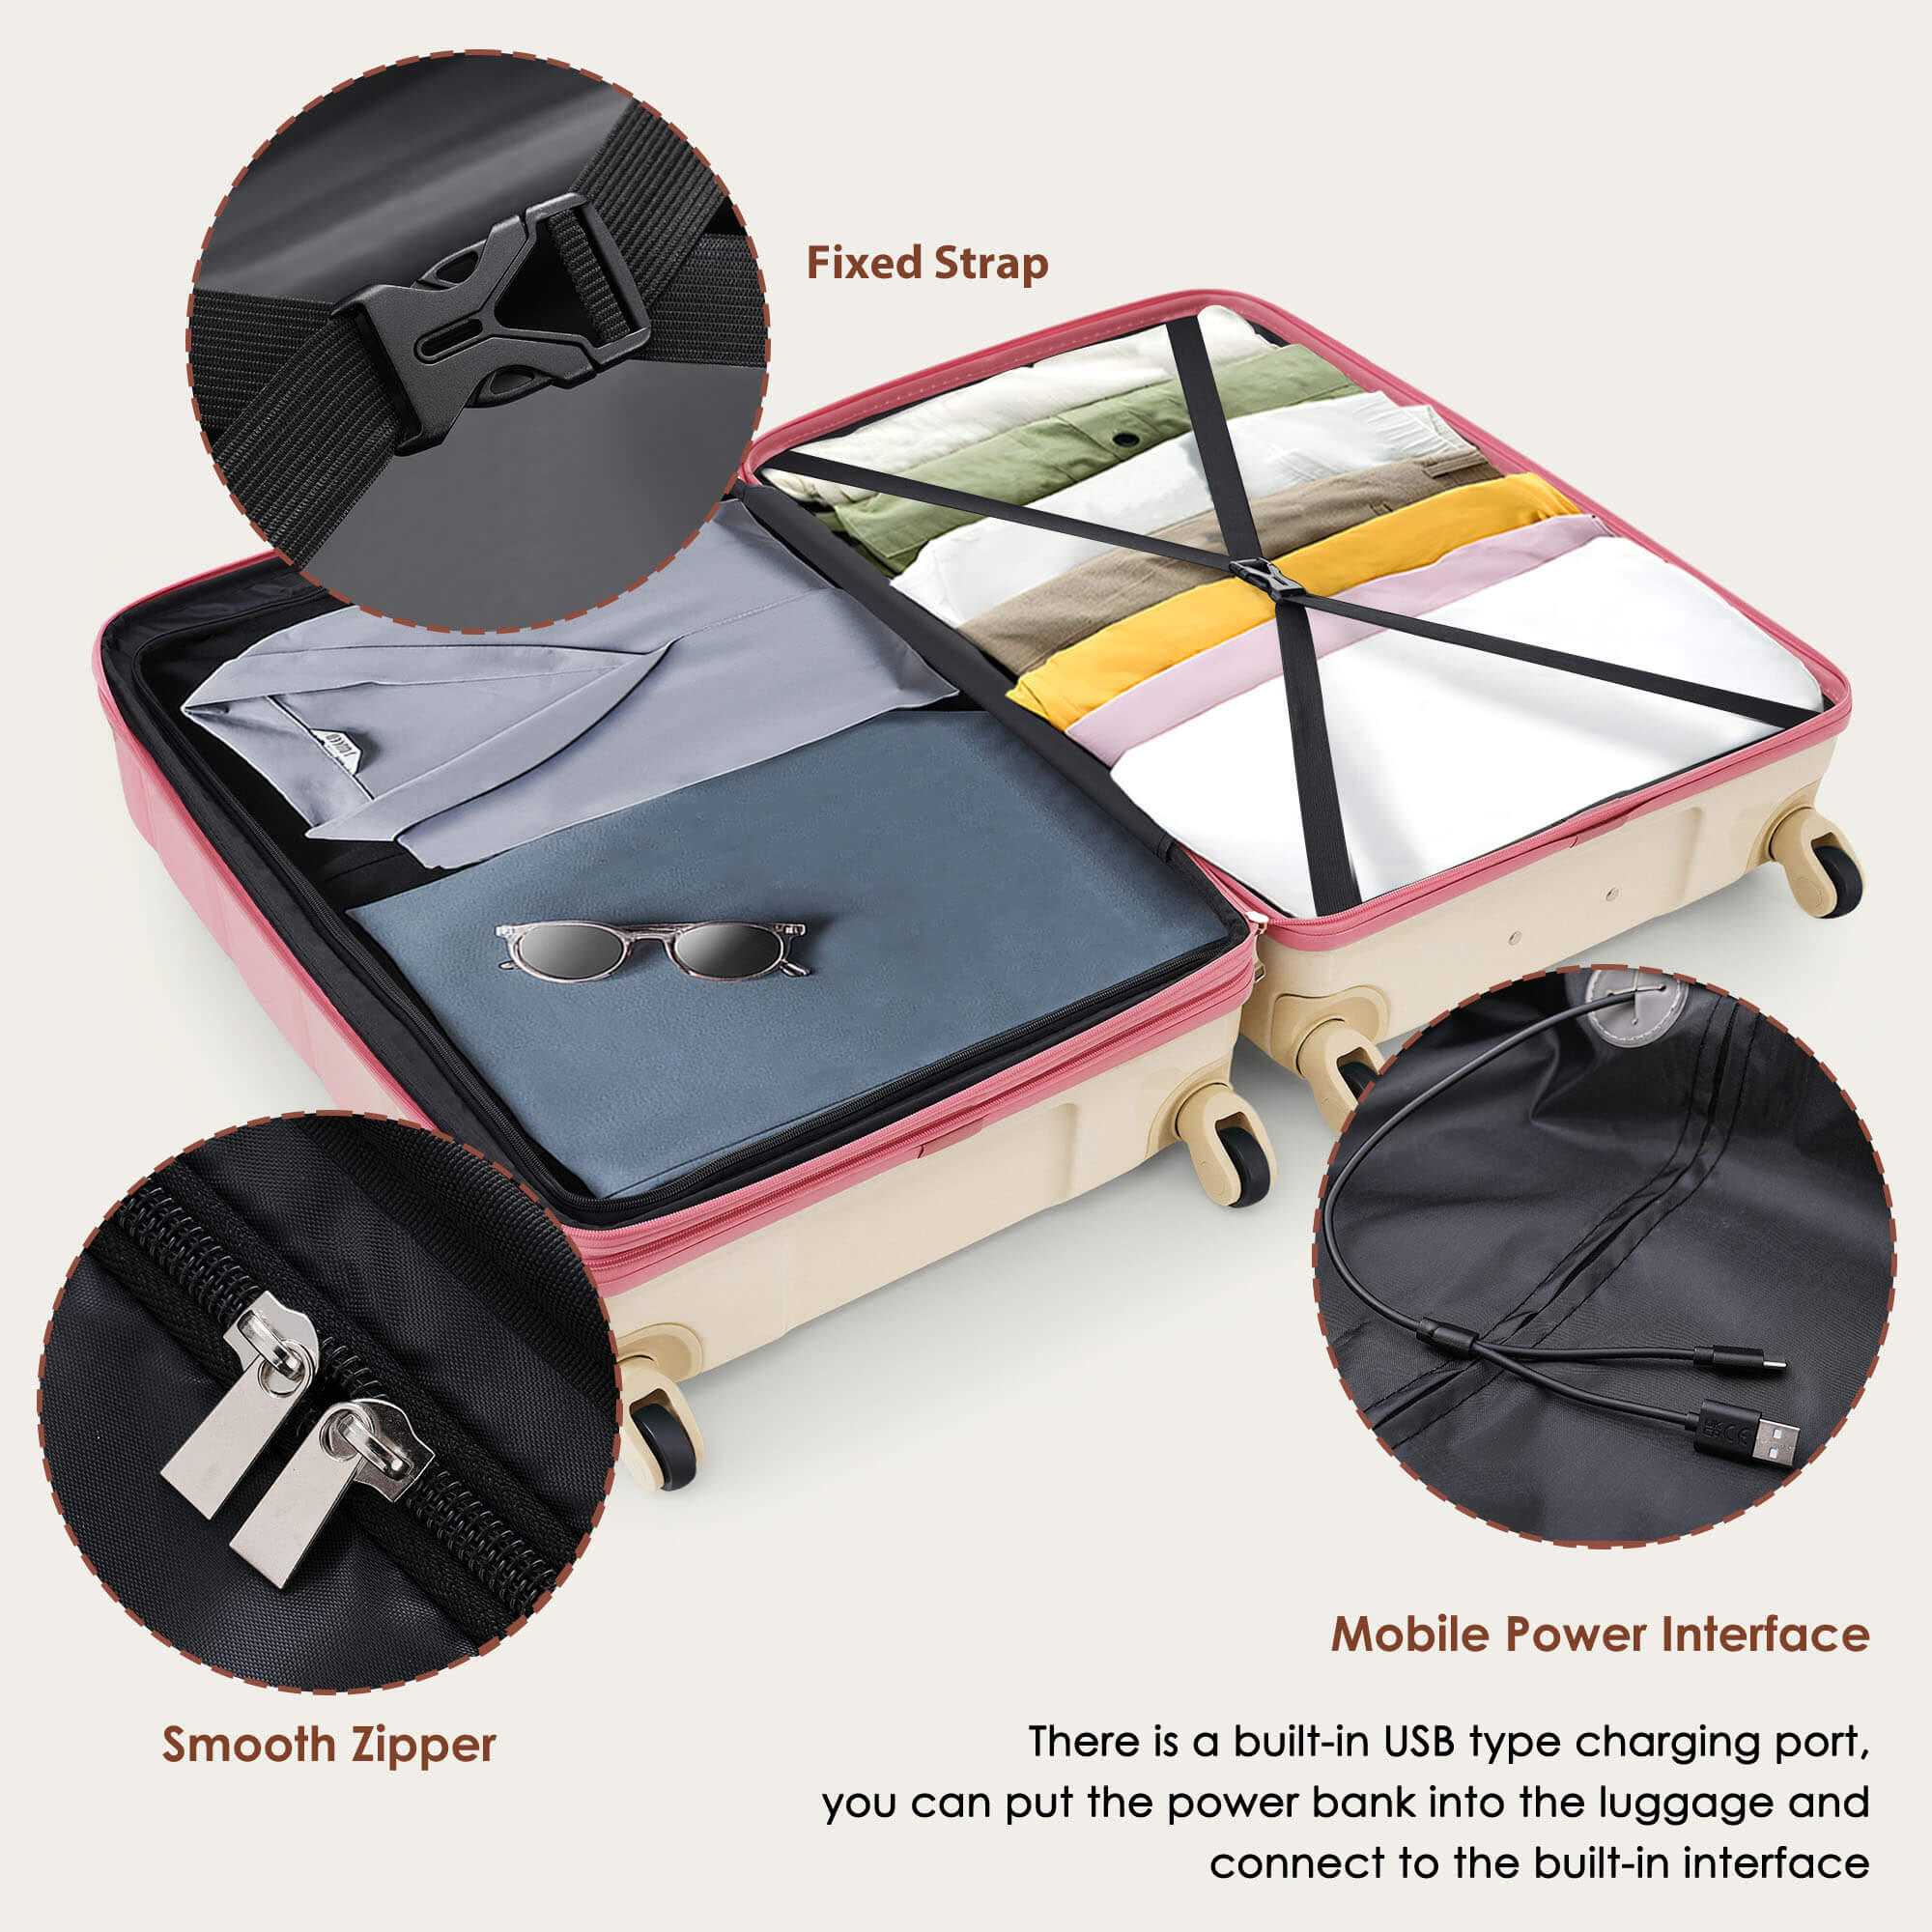 Fixed Strap
Smooth Zipper
Mobile Power Interface
There is a built-in USB type charging port,
you can put the power bank into the luggage and
connect to the built-in interface